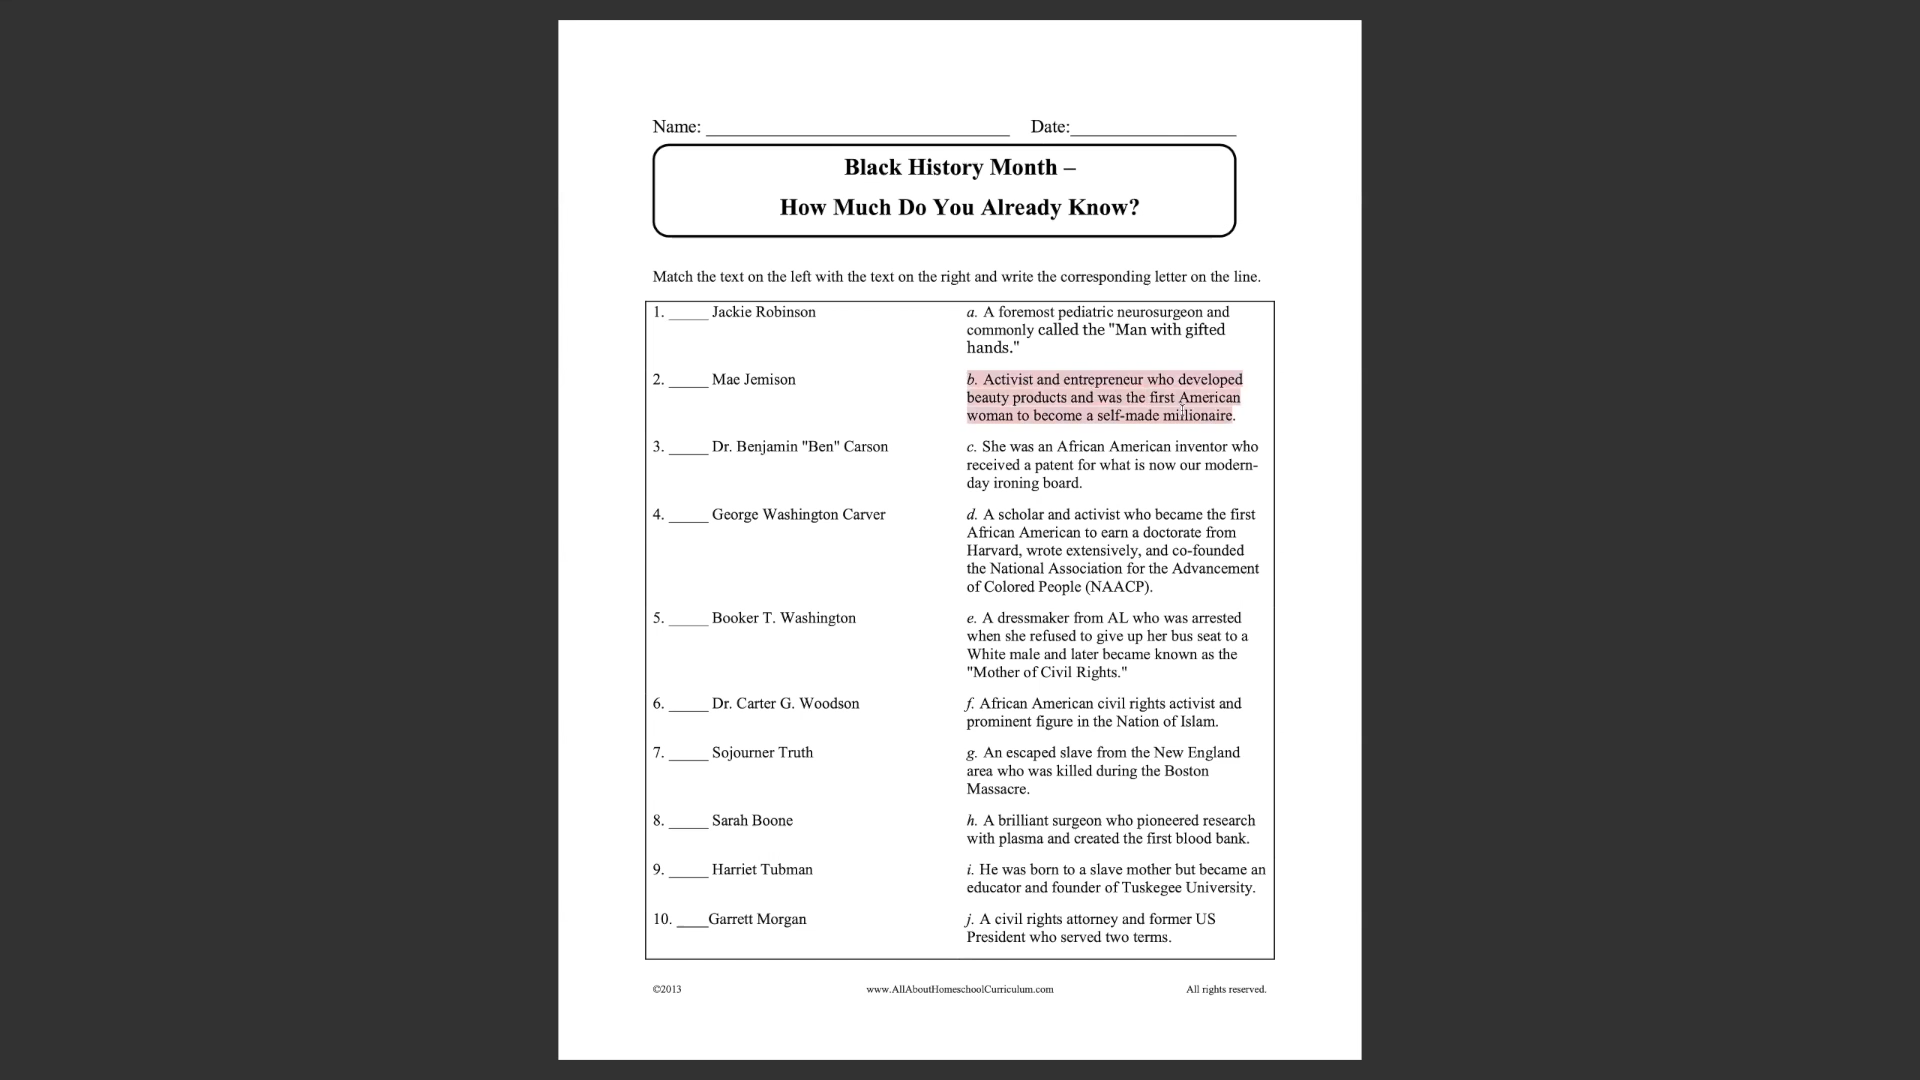 Name: __________________________________ Date:___________________
Black History Month –
How Much Do You Already Know?
Match the text on the left with the text on the right and write the corresponding letter on the line.
1. _____ Jackie Robinson
a. A foremost pediatric neurosurgeon and
commonly called the "Man with gifted
hands."
2. _____ Mae Jemison
b. Activist and entrepreneur who developed
beauty products and was the first American
woman to become a self-made millionaire.
3. _____ Dr. Benjamin "Ben" Carson
c. She was an African American inventor who
received a patent for what is now our modern-
day ironing board.
4. _____ George Washington Carver
d. A scholar and activist who became the first
African American to earn a doctorate from
Harvard, wrote extensively, and co-founded
the National Association for the Advancement
of Colored People (NAACP).
5. _____ Booker T. Washington
e. A dressmaker from AL who was arrested
when she refused to give up her bus seat to a
White male and later became known as the
"Mother of Civil Rights."
6. _____ Dr. Carter G. Woodson
f. African American civil rights activist and
prominent figure in the Nation of Islam.
7. _____ Sojourner Truth
g. An escaped slave from the New England
area who was killed during the Boston
Massacre.
8. _____ Sarah Boone
h. A brilliant surgeon who pioneered research
with plasma and created the first blood bank.
9. _____ Harriet Tubman
i. He was born to a slave mother but became an
educator and founder of Tuskegee University.
10. ____Garrett Morgan
j. A civil rights attorney and former US
President who served two terms.
©2013 www.AllAboutHomeschoolCurriculum.com All rights reserved.